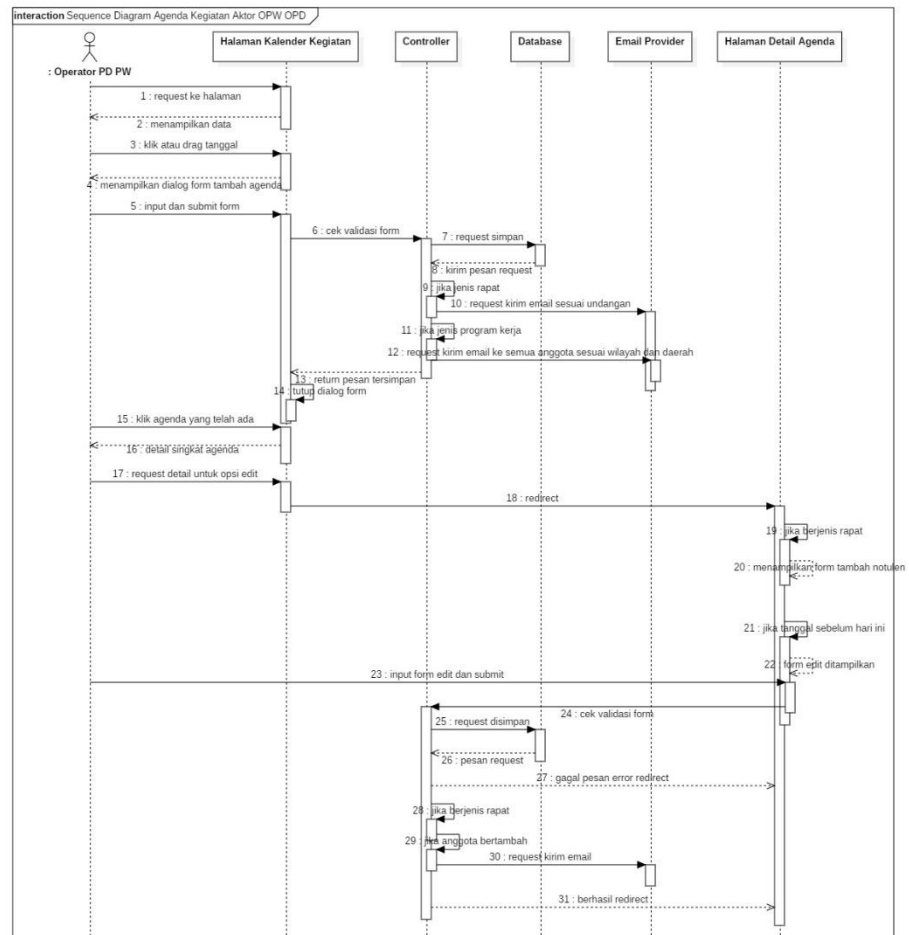 interaction Sequence Diagram Agenda Kegiatan Aktor OPW OPD
Halaman Kalender Kegiatan
Controller
Database
Email Provider
Halaman Detail Agenda
: Operator PD PW
1 : request ke halaman
2 : menampilkan data
3 : klik atau drag tanggal
4 : menampilkan dialog form tambah agenda
5 : input dan submit form
6 : cek validasi form
7 : request simpan
8 : kirim pesan request
9 : jika jenis rapat
10 : request kirim email sesuai undangan
11 : jika jenis program kerja
12 : request kirim email ke semua anggota sesuai wilayah dan daerah
13 : return pesan tersimpan
14 : tutup dialog form
15 : klik agenda yang telah ada
16 : detail singkat agenda
17 : request detail untuk opsi edit
18 : redirect
19 : jika berjenis rapat
20 : menampilkan form tambah notulen
21 : jika tanggal sebelum hari ini
22 : form edit ditampilkan
23 : input form edit dan submit
24 : cek validasi form
25 : request disimpan
26 : pesan request
27 : gagal pesan error redirect
28 : jika berjenis rapat
29 : jika anggota bertambah
30 : request kirim email
31 : berhasil redirect